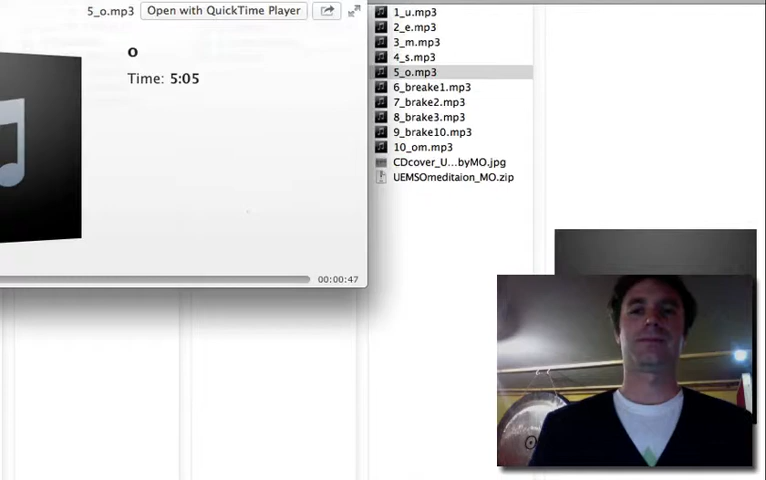 5_o.mp3 Open with QuickTime Player
o
Time: 5:05
00:00:47
1_u.mp3
2_e.mp3
3_m.mp3
4_s.mp3
5_o.mp3
6_breake1.mp3
7_brake2.mp3
8_brake3.mp3
9_brake10.mp3
10_om.mp3
CDcover_U...byMO.jpg
UEMSOmeditaion_MO.zip